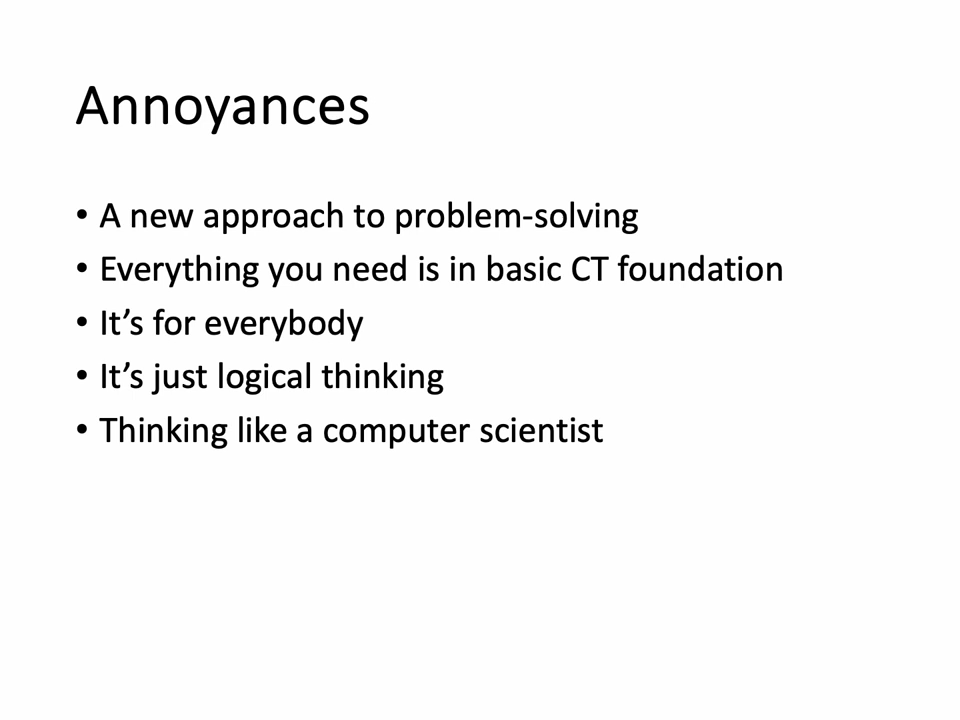 Annoyances
• A new approach to problem-solving
• Everything you need is in basic CT foundation
• It’s for everybody
• It’s just logical thinking
• Thinking like a computer scientist